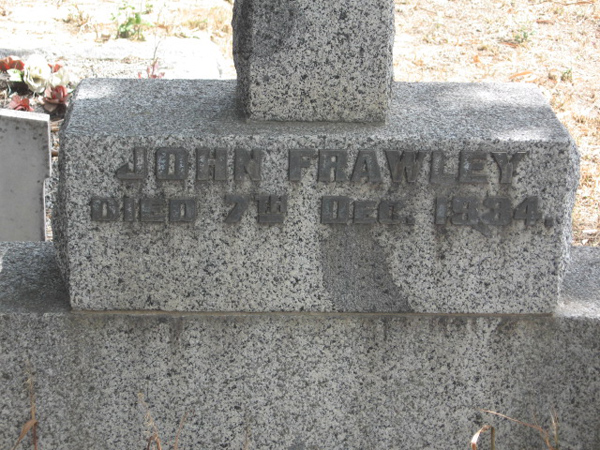 JOHN FRAWLEY
DIED 7TH DEC. 1934.